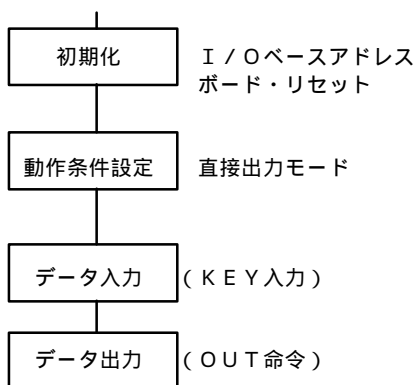 初期化
Ｉ／Ｏベースアドレス
ボード・リセット
動作条件設定
直接出力モード
データ入力
（ＫＥＹ入力）
データ出力
（ＯＵＴ命令）